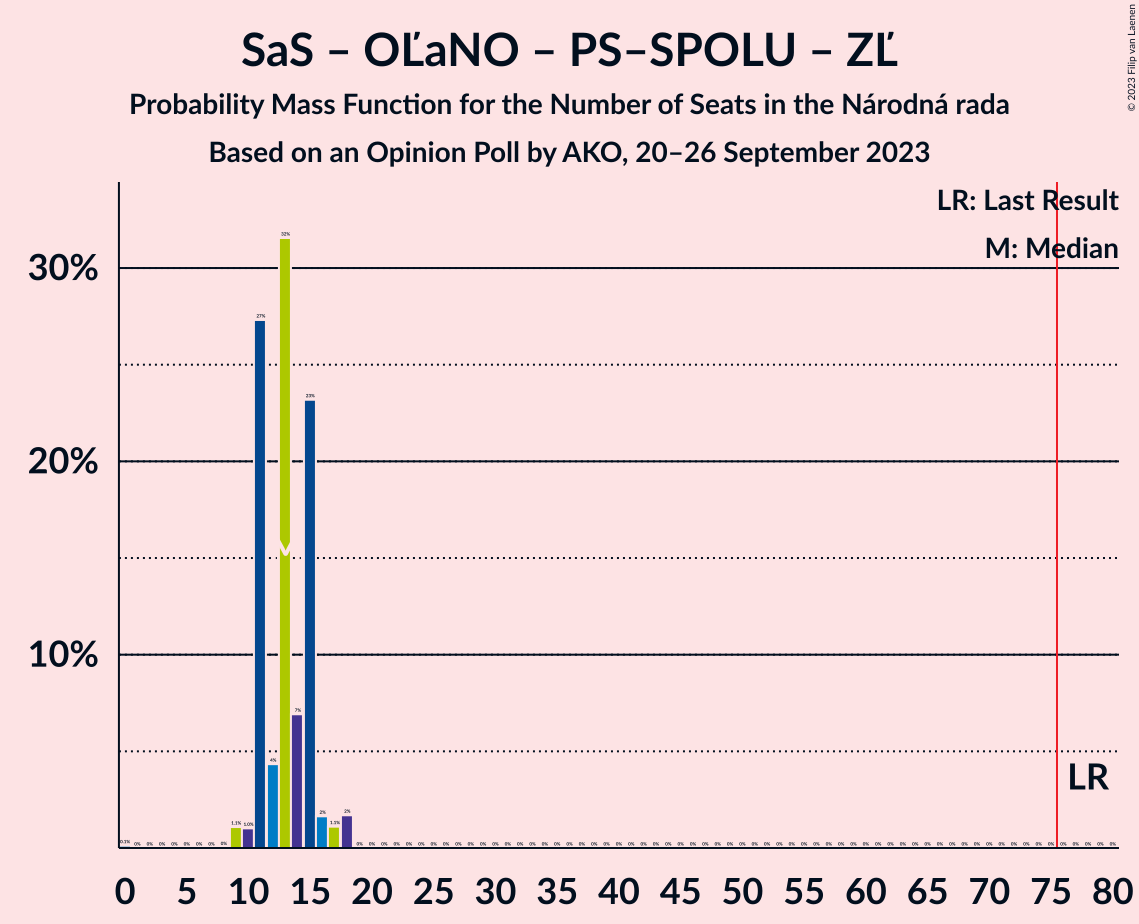 SaS – OĽaNO – PS–SPOLU – ZĽ
Probability Mass Function for the Number of Seats in the Národná rada
Based on an Opinion Poll by AKO, 20–26 September 2023
© 2023 Filip van Laenen
LR: Last Result
M: Median
30%
20%
10%
32%
27%
23%
7%
4%
1.1% 1.0%
2% 1.1% 2%
M
LR
0 5 10 15 20 25 30 35 40 45 50 55 60 65 70 75 80